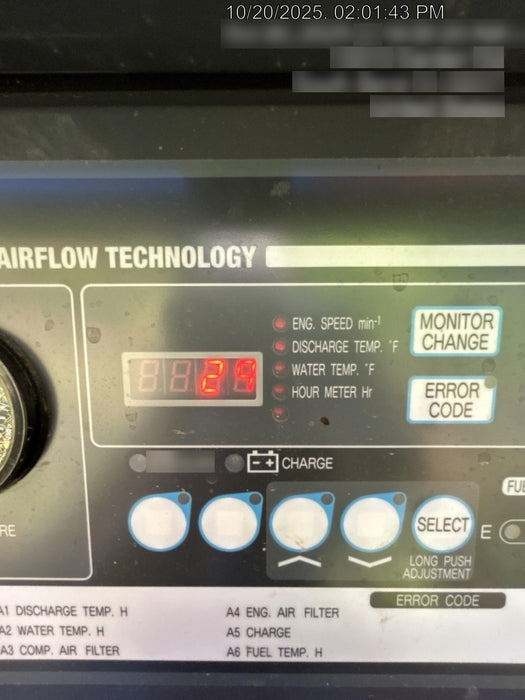 10/20/2025. 02:01:43 PM
AIRFLOW TECHNOLOGY
ENG. SPEED min-1
DISCHARGE TEMP. °F
WATER TEMP. °F
HOUR METER Hr
MONITOR
CHANGE
ERROR
CODE
29
CHARGE
SELECT
E
LONG PUSH
ADJUSTMENT
ERROR CODE
A1 DISCHARGE TEMP. H
A2 WATER TEMP. H
A3 COMP. AIR FILTER
A4 ENG. AIR FILTER
A5 CHARGE
A6 FUEL TEMP. H